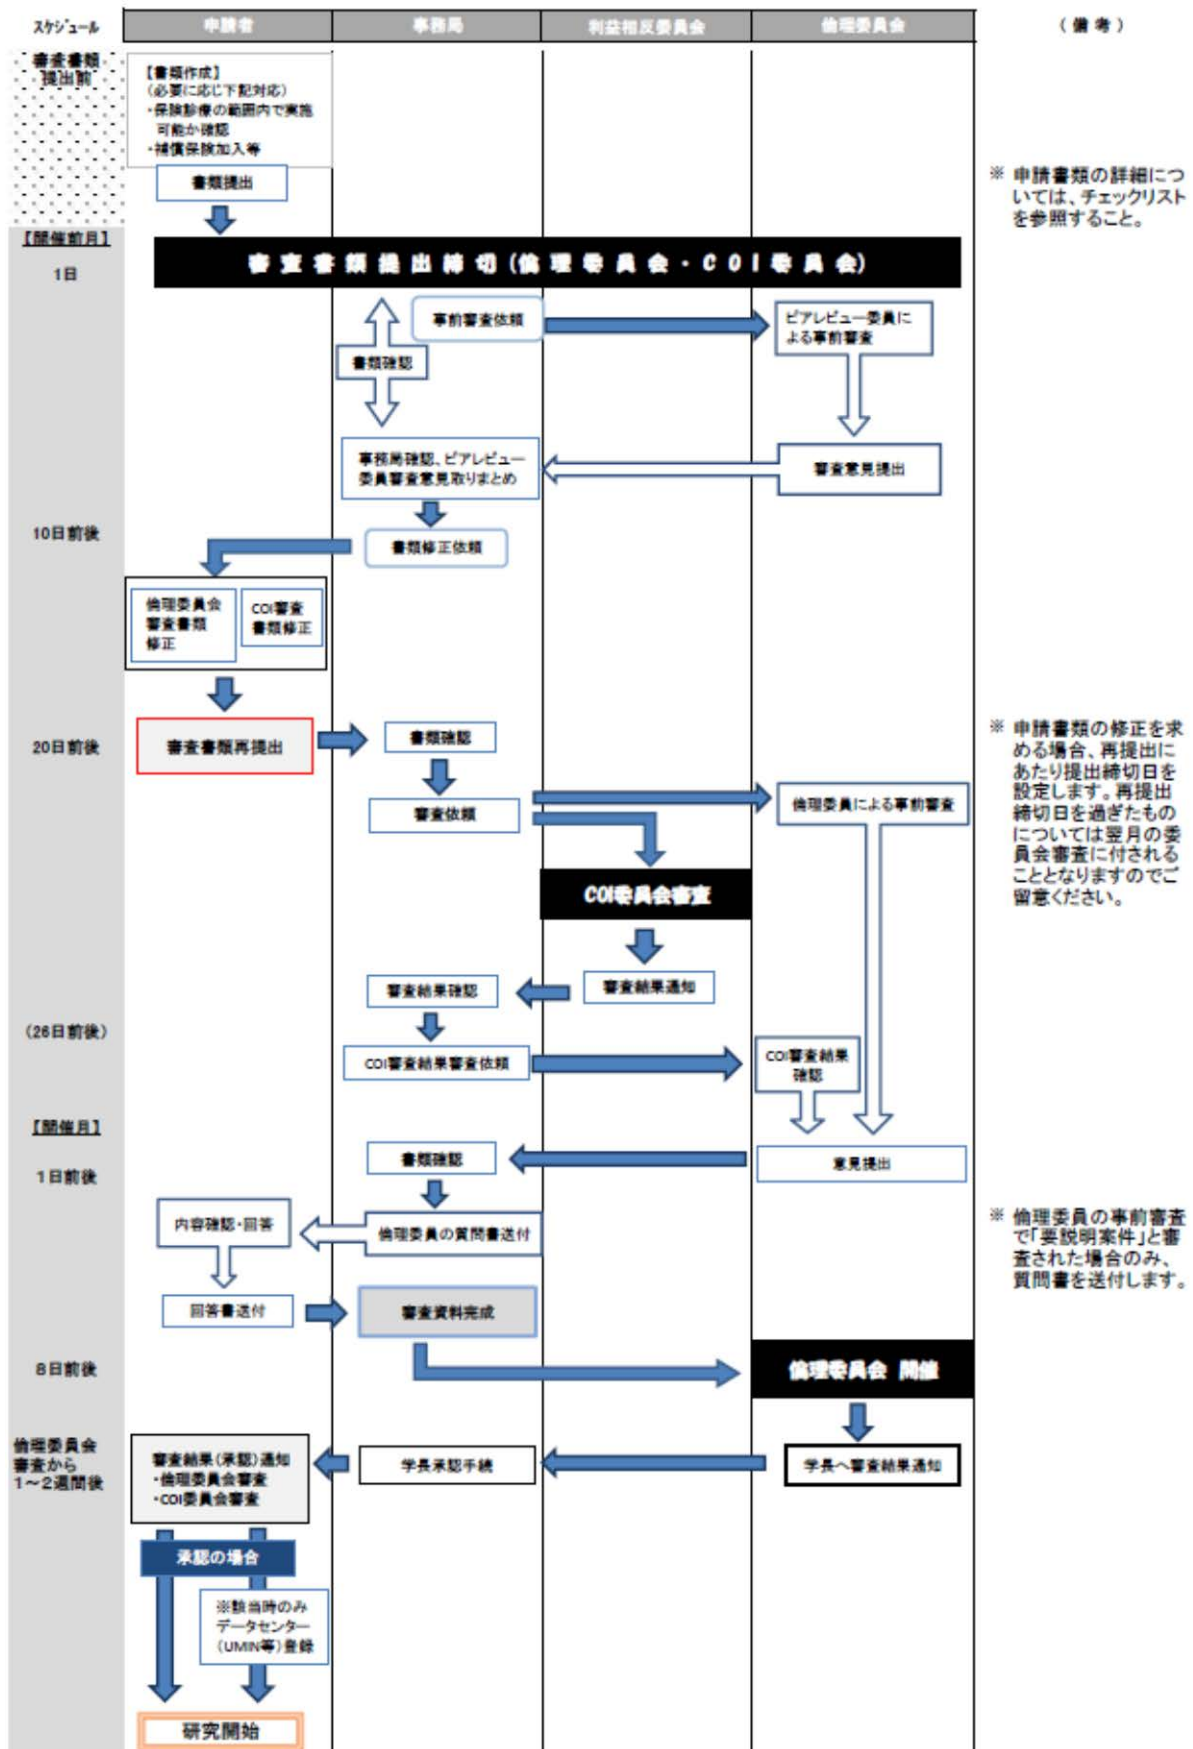 スケジュール
申請者
事務局
利益相反委員会
倫理委員会
(備考)
審査書類
提出前
【書類作成】
(必要に応じ下記対応)
・保険診療の範囲内で実施
可能か確認
・補償保険加入等
書類提出
※ 申請書類の詳細につ
いては、チェックリスト
を参照すること。
【開催前月】
1日
審査書類提出締切(倫理委員会・COI委員会)
事前審査依頼
ピアレビュー委員に
よる事前審査
書類確認
事務局確認、ピアレビュー
委員審査意見取りまとめ
審査意見提出
10日前後
書類修正依頼
倫理委員会
審査書類
修正
COI審査
書類修正
20日前後
審査書類再提出
書類確認
※ 申請書類の修正を求
める場合、再提出に
あたり提出締切日を
設定します。再提出
締切日を過ぎたもの
については翌月の委
員会審査に付される
こととなりますのでご
留意ください。
審査依頼
倫理委員による事前審査
COI委員会審査
審査結果確認
審査結果通知
(26日前後)
COI審査結果審査依頼
COI審査結果
確認
【開催月】
1日前後
書類確認
意見提出
内容確認・回答
倫理委員の質問書送付
※ 倫理委員の事前審査
で「要説明案件」と審
査された場合のみ、
質問書を送付します。
回答書送付
審査資料完成
8日前後
倫理委員会 開催
倫理委員会
審査から
1~2週間後
審査結果(承認)通知
・倫理委員会審査
・COI委員会審査
学長承認手続
学長へ審査結果通知
承認の場合
※該当時のみ
データセンター
(UMIN等)登録
研究開始